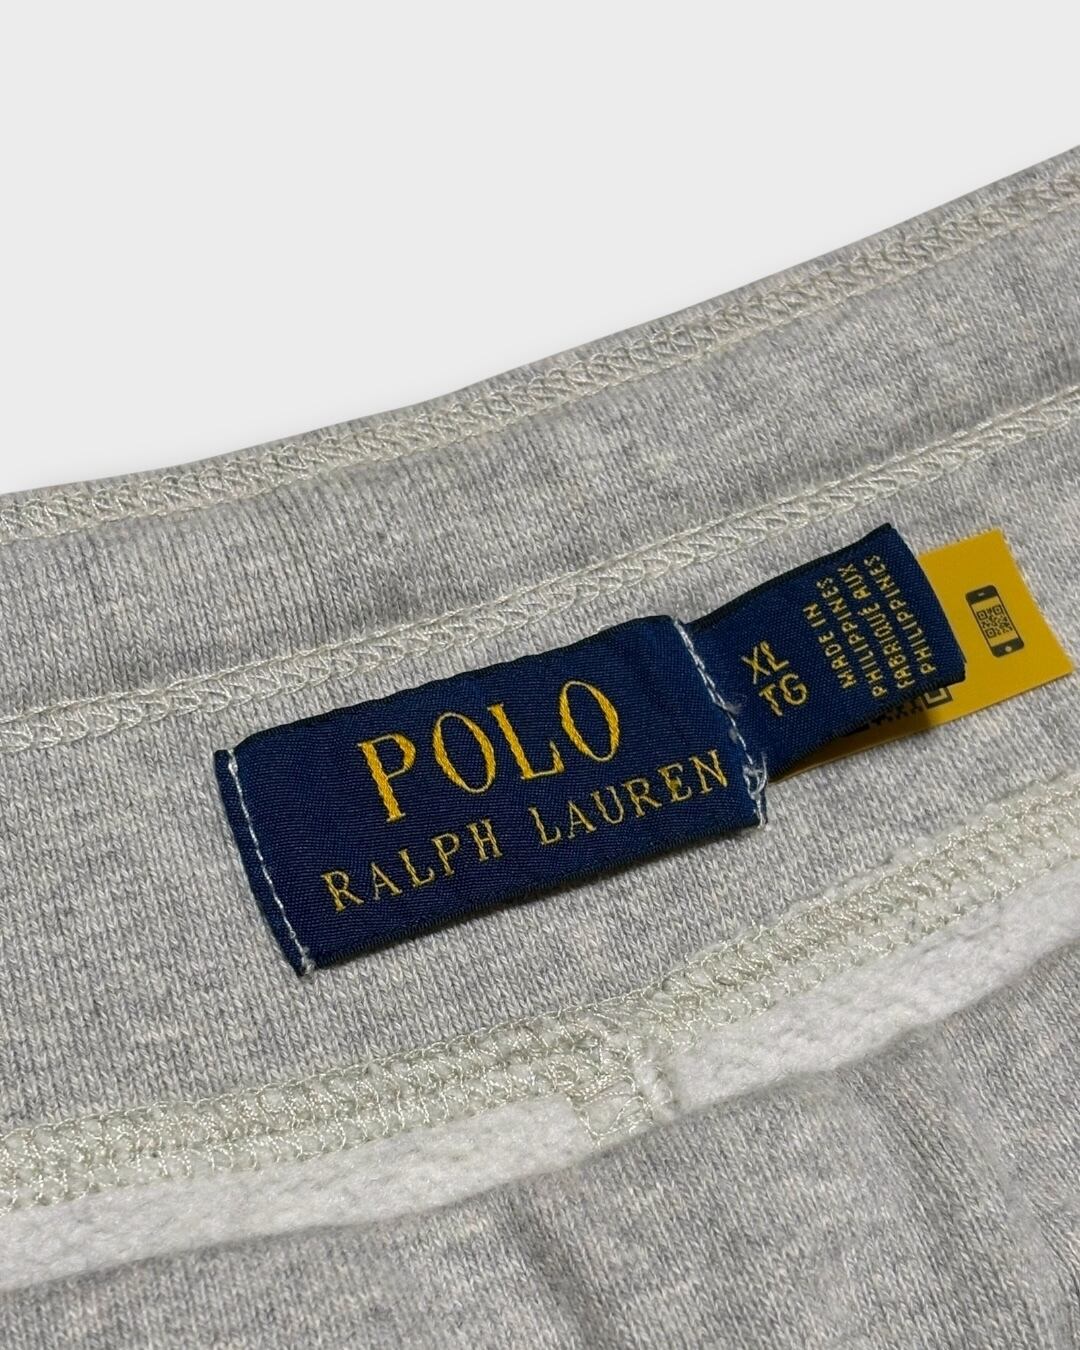 POLO
RALPH LAUREN
XL
TG
MADE IN
PHILIPPINES
FABRIQUÉ AUX
PHILIPPINES